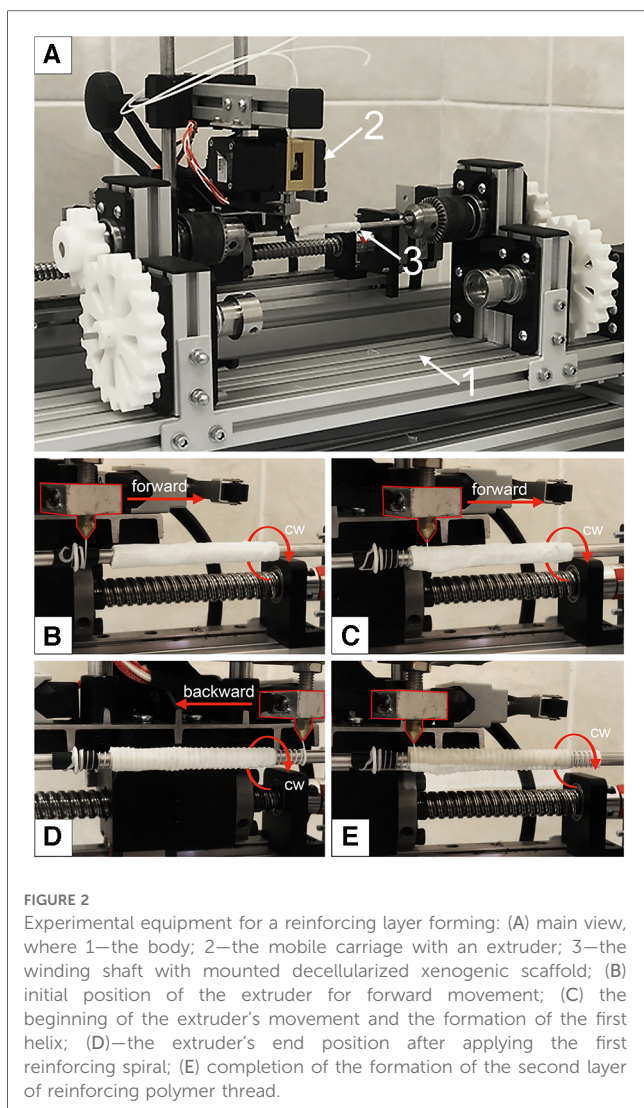 A
2
3
1
forward
cw
B
forward
cw
C
backward
cw
D
cw
E
FIGURE 2
Experimental equipment for a reinforcing layer forming: (A) main view,
where 1—the body; 2—the mobile carriage with an extruder; 3—the
winding shaft with mounted decellularized xenogenic scaffold; (B)
initial position of the extruder for forward movement; (C) the
beginning of the extruder's movement and the formation of the first
helix; (D)—the extruder's end position after applying the first
reinforcing spiral; (E) completion of the formation of the second layer
of reinforcing polymer thread.